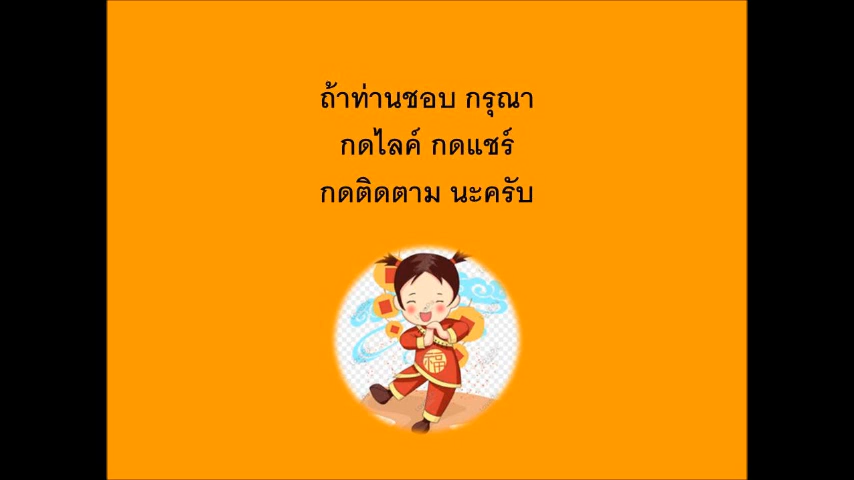 ถ้าท่านชอบ กรุณา
กดไลค์ กดแชร์
กดติดตาม นะครับ
福